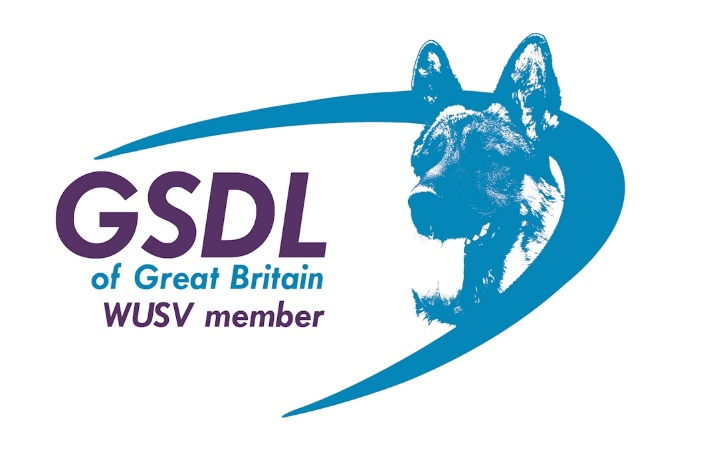 GSDL
of Great Britain
WUSV member